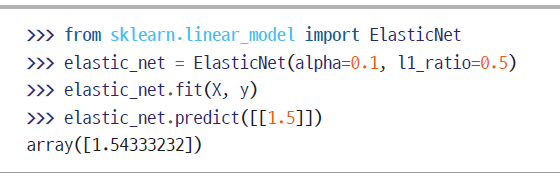 >>> from sklearn.linear_model import ElasticNet
>>> elastic_net = ElasticNet(alpha=0.1, l1_ratio=0.5)
>>> elastic_net.fit(X, y)
>>> elastic_net.predict([[1.5]])
array([1.54333232])